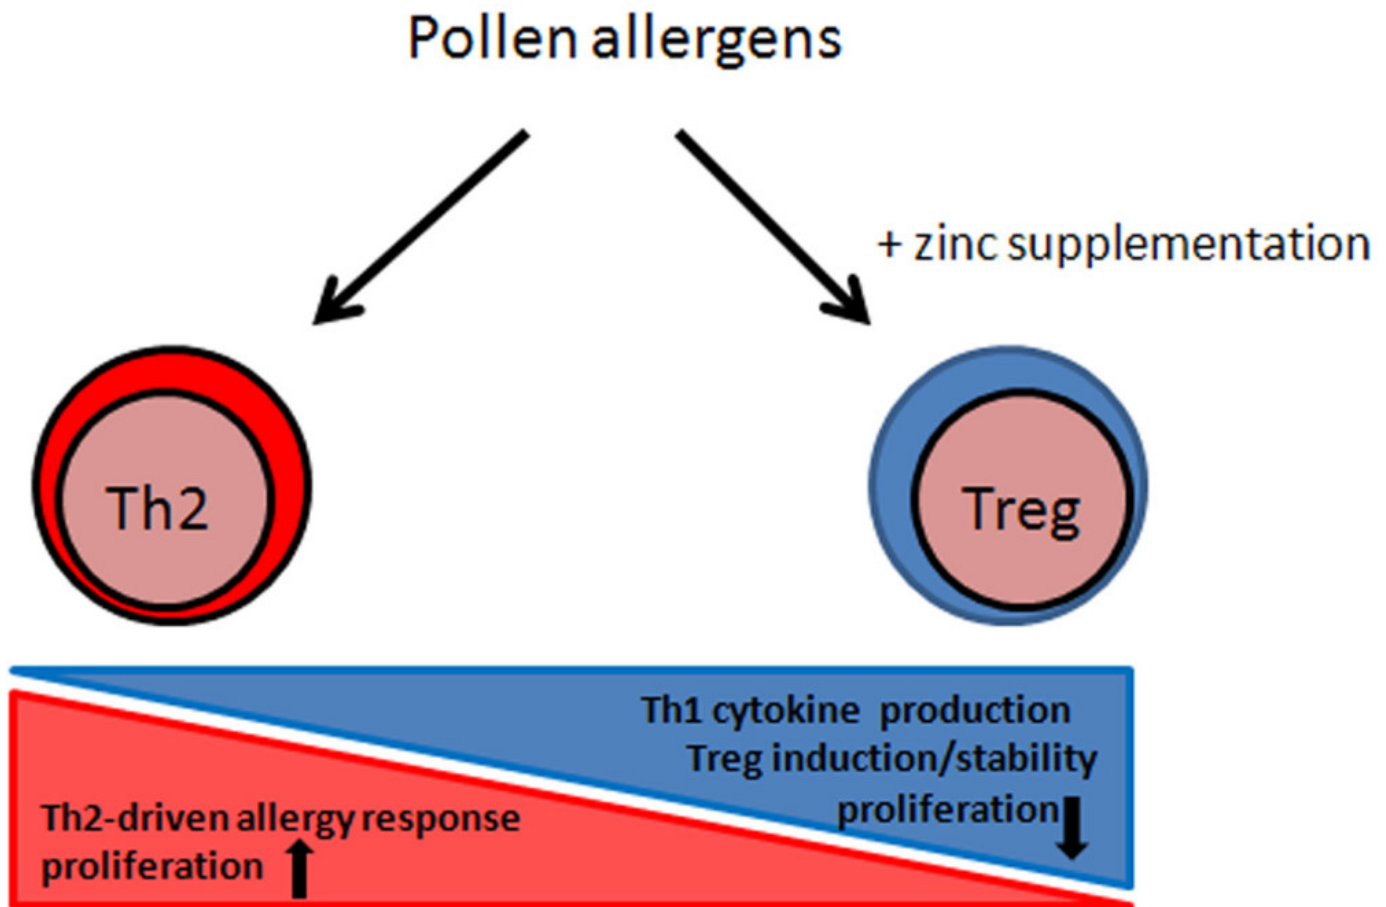 Pollen allergens
+ zinc supplementation
Th2
Treg
Th1 cytokine production
Treg induction/stability
proliferation
Th2-driven allergy response
proliferation